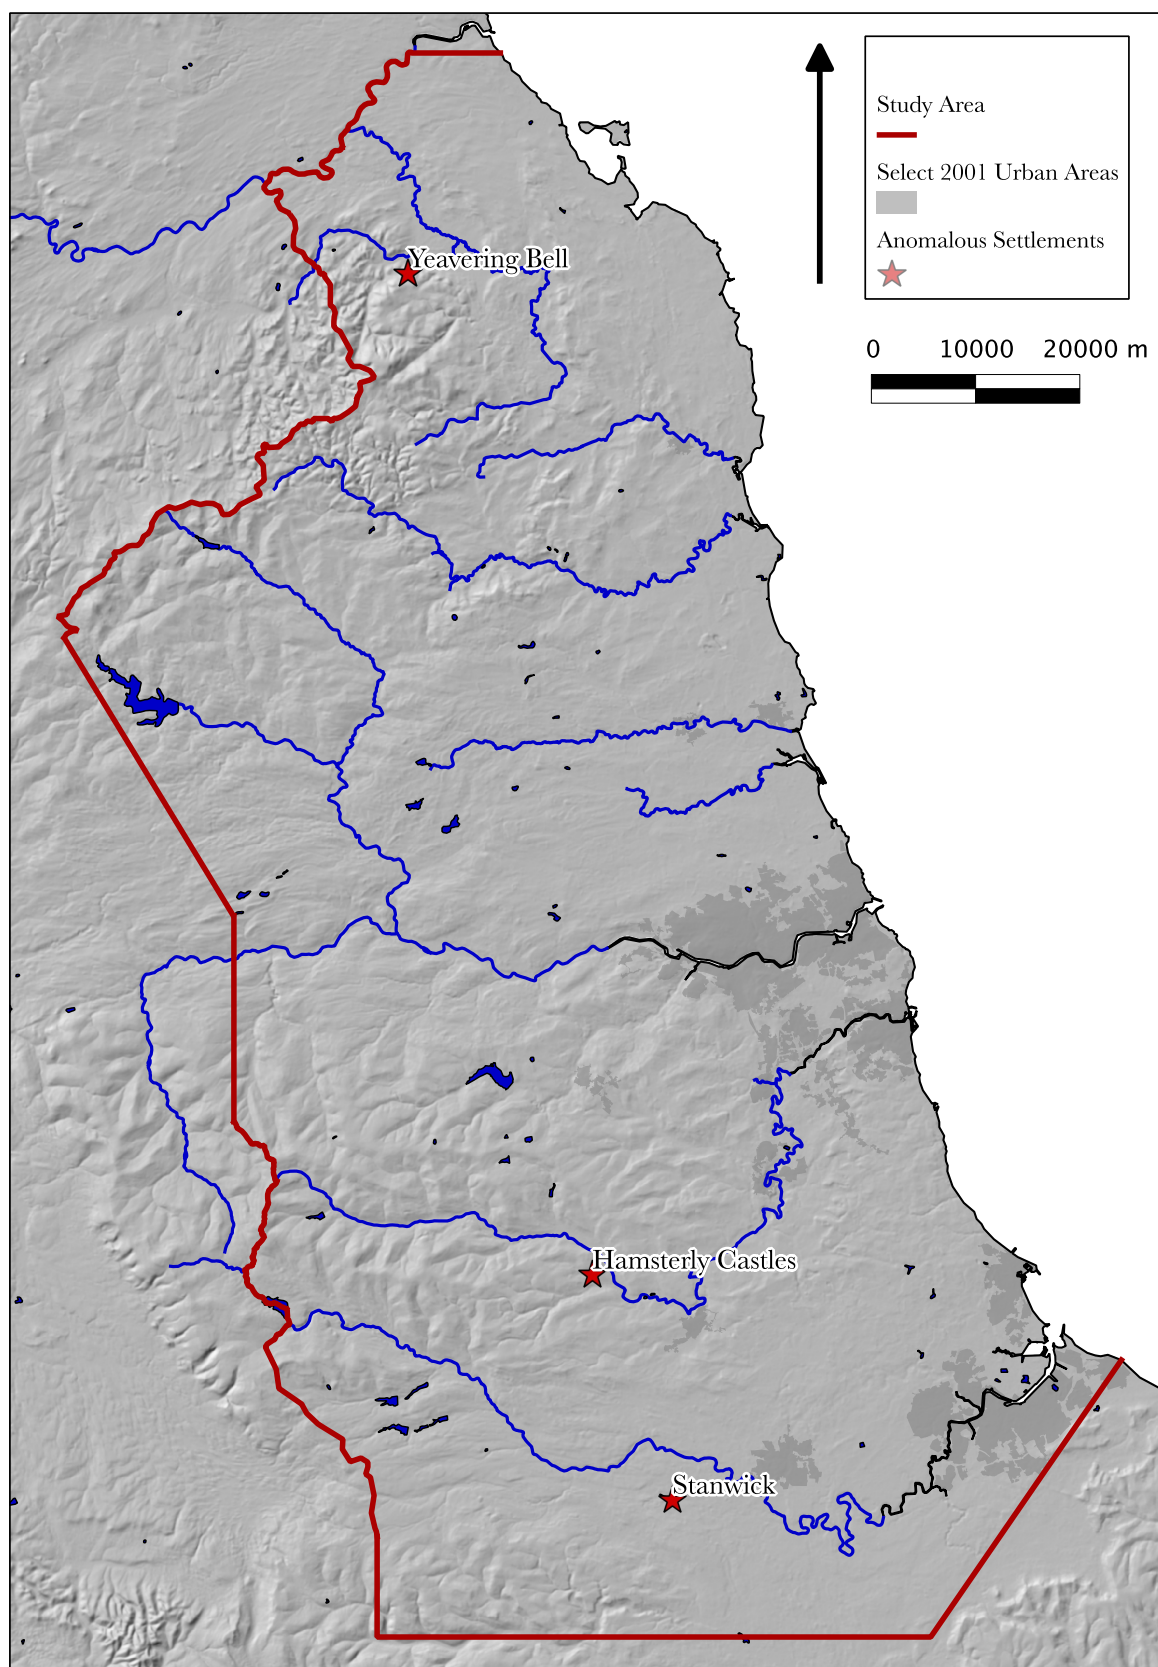 Study Area
Select 2001 Urban Areas
Anomalous Settlements
Yeavering Bell
0 10000 20000 m
Hamsterly Castles
Stanwick